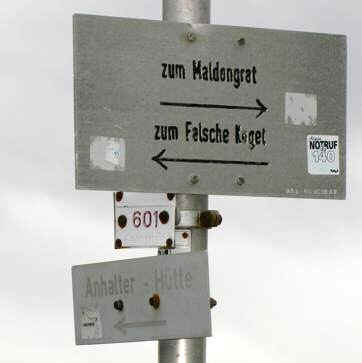 zum Maldongrat
zum Falsche Kogel
NOTRUF
140
601
Anhalter - Hütte